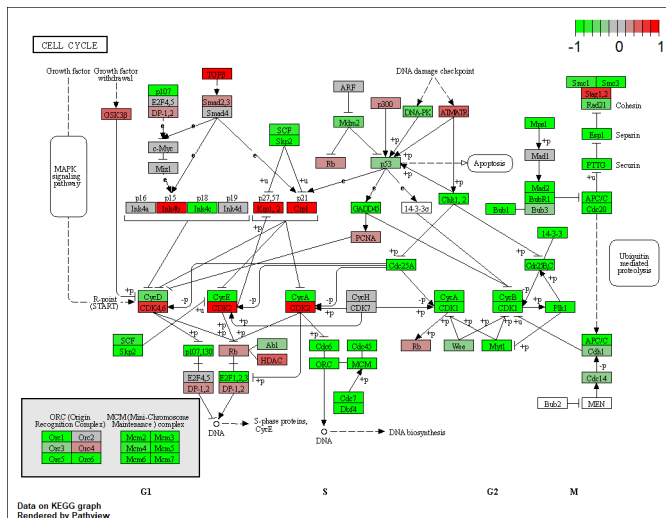 CELL CYCLE
-1 0 1
Growth factor
Growth factor
withdrawal
TGFβ
DNA damage checkpoint
Smc1 Smc3
Stag1,2
Rad21
Cohesin
p107
E2F4,5
DP-1,2
Smad2,3
Smad4
ARF
p300
DNA-PK
ATM/ATR
GSK3β
Mdm2
Mps1
Esp1
Separin
SCF
Skp2
c-Myc
Miz1
Rb
p53
Apoptosis
Mad1
PTTG
Securin
MAPK
signaling
pathway
Mad2
BubR1
Bub3
Bub1
APC/C
Cdc20
p16 p15 p18 p19 p27,57 p21
Ink4a Ink4b Ink4c Ink4d Kip1, 2 Cip1
GADD45
14-3-3σ
Chk1, 2
14-3-3
PCNA
Cdc25A
Cdc25B,C
Ubiquitin
mediated
proteolysis
R-point
(START)
CycD
CDK4,6
CycE
CDK2
CycA
CDK2
CycH
CDK7
CycA
CDK1
CycB
CDK1
Plk1
SCF
Skp2
p107,130
Rb
Abl
HDAC
Cdc6 Cdc45
ORC MCM
Rb
Wee
Myt1
APC/C
Cdh1
Cdc14
E2F4,5
DP-1,2
E2F1,2,3
DP-1,2
Cdc7
Dbf4
Bub2
MEN
DNA
S-phase proteins,
CycE
DNA
DNA biosynthesis
ORC (Origin
Recognition Complex)
MCM (Mini-Chromosome
Maintenance) complex
Orc1 Orc2 Mcm2 Mcm3
Orc3 Orc4 Mcm4 Mcm5
Orc5 Orc6 Mcm6 Mcm7
G1 S G2 M
Data on KEGG graph
Rendered by Pathview